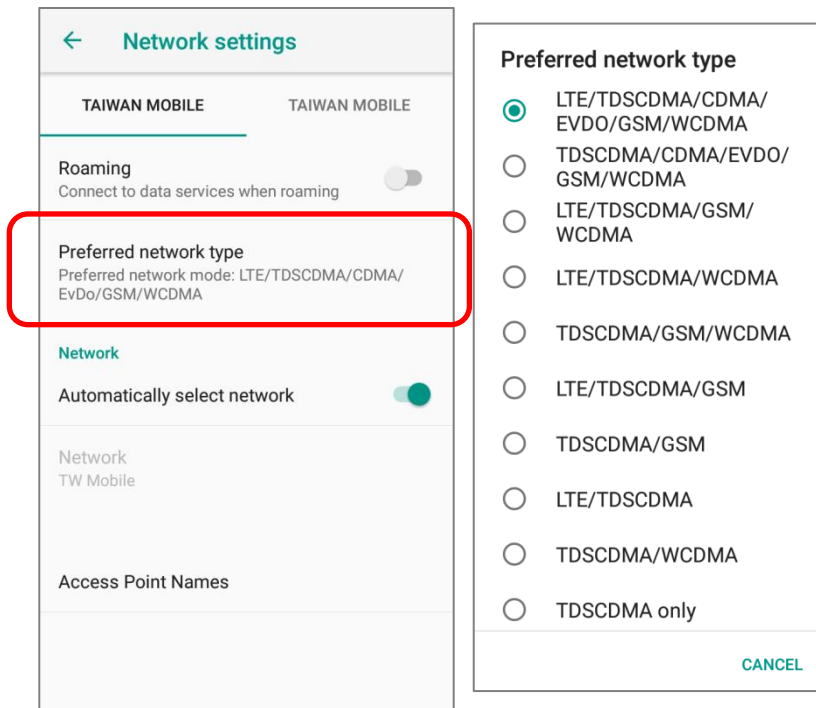 Network settings
TAIWAN MOBILE
TAIWAN MOBILE
Roaming
Connect to data services when roaming
Preferred network type
Preferred network mode: LTE/TDSCDMA/CDMA/
EvDo/GSM/WCDMA
Network
Automatically select network
Network
TW Mobile
Access Point Names
Preferred network type
LTE/TDSCDMA/CDMA/
EVDO/GSM/WCDMA
TDSCDMA/CDMA/EVDO/
GSM/WCDMA
LTE/TDSCDMA/GSM/
WCDMA
LTE/TDSCDMA/WCDMA
TDSCDMA/GSM/WCDMA
LTE/TDSCDMA/GSM
TDSCDMA/GSM
LTE/TDSCDMA
TDSCDMA/WCDMA
TDSCDMA only
CANCEL